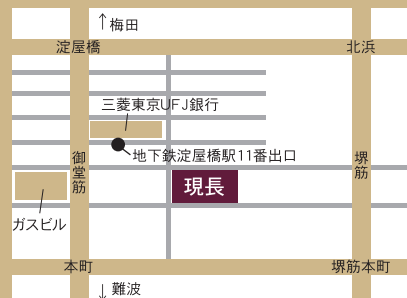 ↑梅田
淀屋橋
北浜
三菱東京UFJ銀行
地下鉄淀屋橋駅11番出口
御堂筋
堺筋
現長
ガスビル
本町
堺筋本町
↓難波